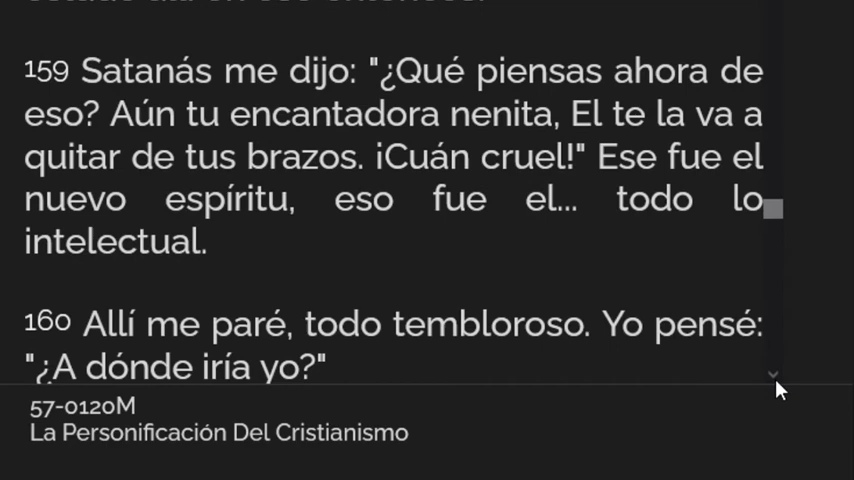 159 Satanás me dijo: "¿Qué piensas ahora de
eso? Aún tu encantadora nenita, El te la va a
quitar de tus brazos. ¡Cuán cruel!" Ese fue el
nuevo espíritu, eso fue el... todo lo
intelectual.
160 Allí me paré, todo tembloroso. Yo pensé:
"¿A dónde iría yo?"
57-0120M
La Personificación Del Cristianismo